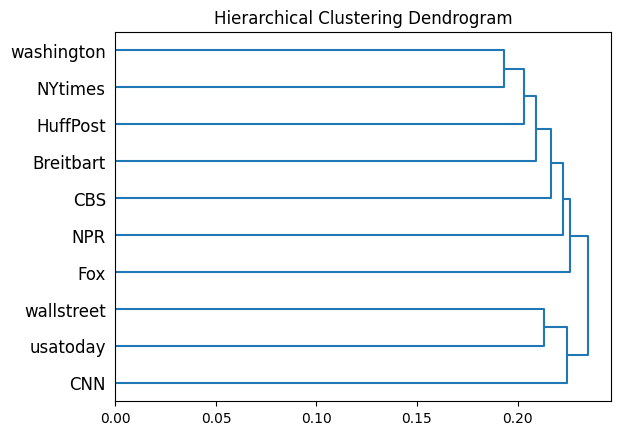 Hierarchical Clustering Dendrogram
washington
NYtimes
HuffPost
Breitbart
CBS
NPR
Fox
wallstreet
usatoday
CNN
0.00 0.05 0.10 0.15 0.20